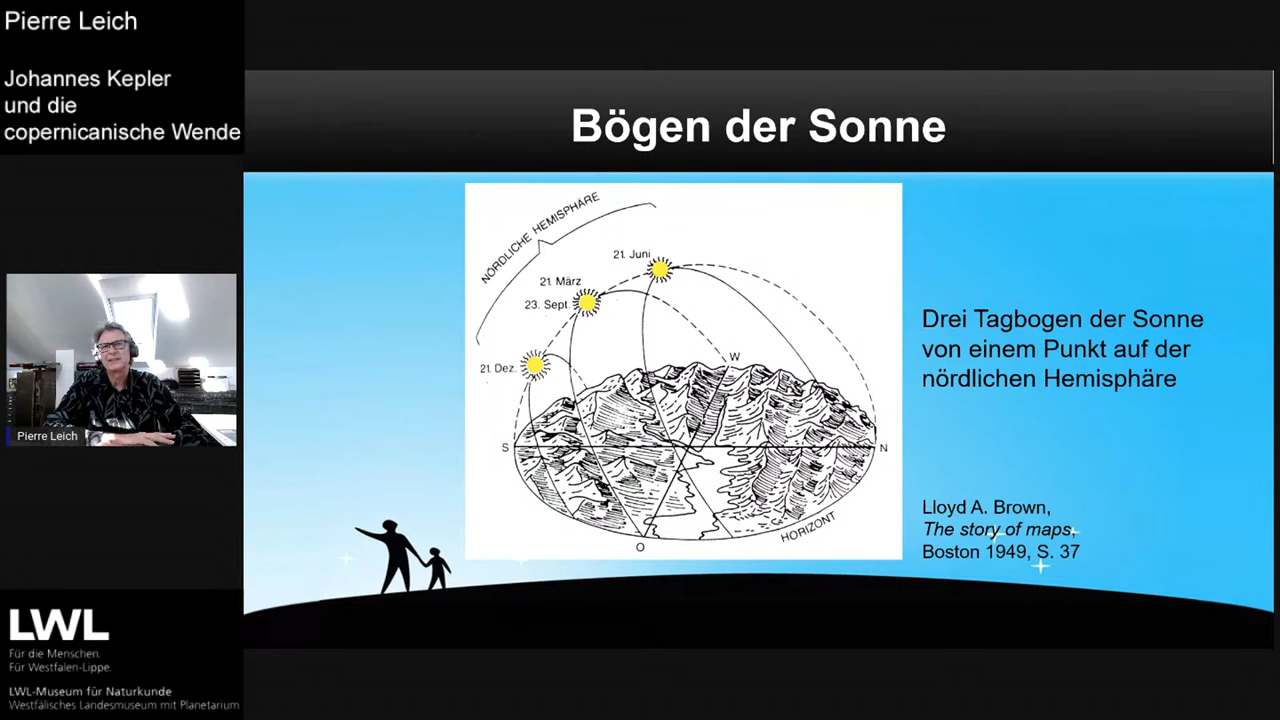 Pierre Leich
Johannes Kepler
und die
copernicanische Wende
Bögen der Sonne
NÖRDLICHE HEMISPHÄRE
21. Juni
21. März
23. Sept.
21. Dez.
W
S
N
O
HORIZONT
Drei Tagbogen der Sonne
von einem Punkt auf der
nördlichen Hemisphäre
Lloyd A. Brown,
The story of maps,
Boston 1949, S. 37
Pierre Leich
LWL
Für die Menschen.
Für Westfalen-Lippe.
LWL-Museum für Naturkunde
Westfälisches Landesmuseum mit Planetarium